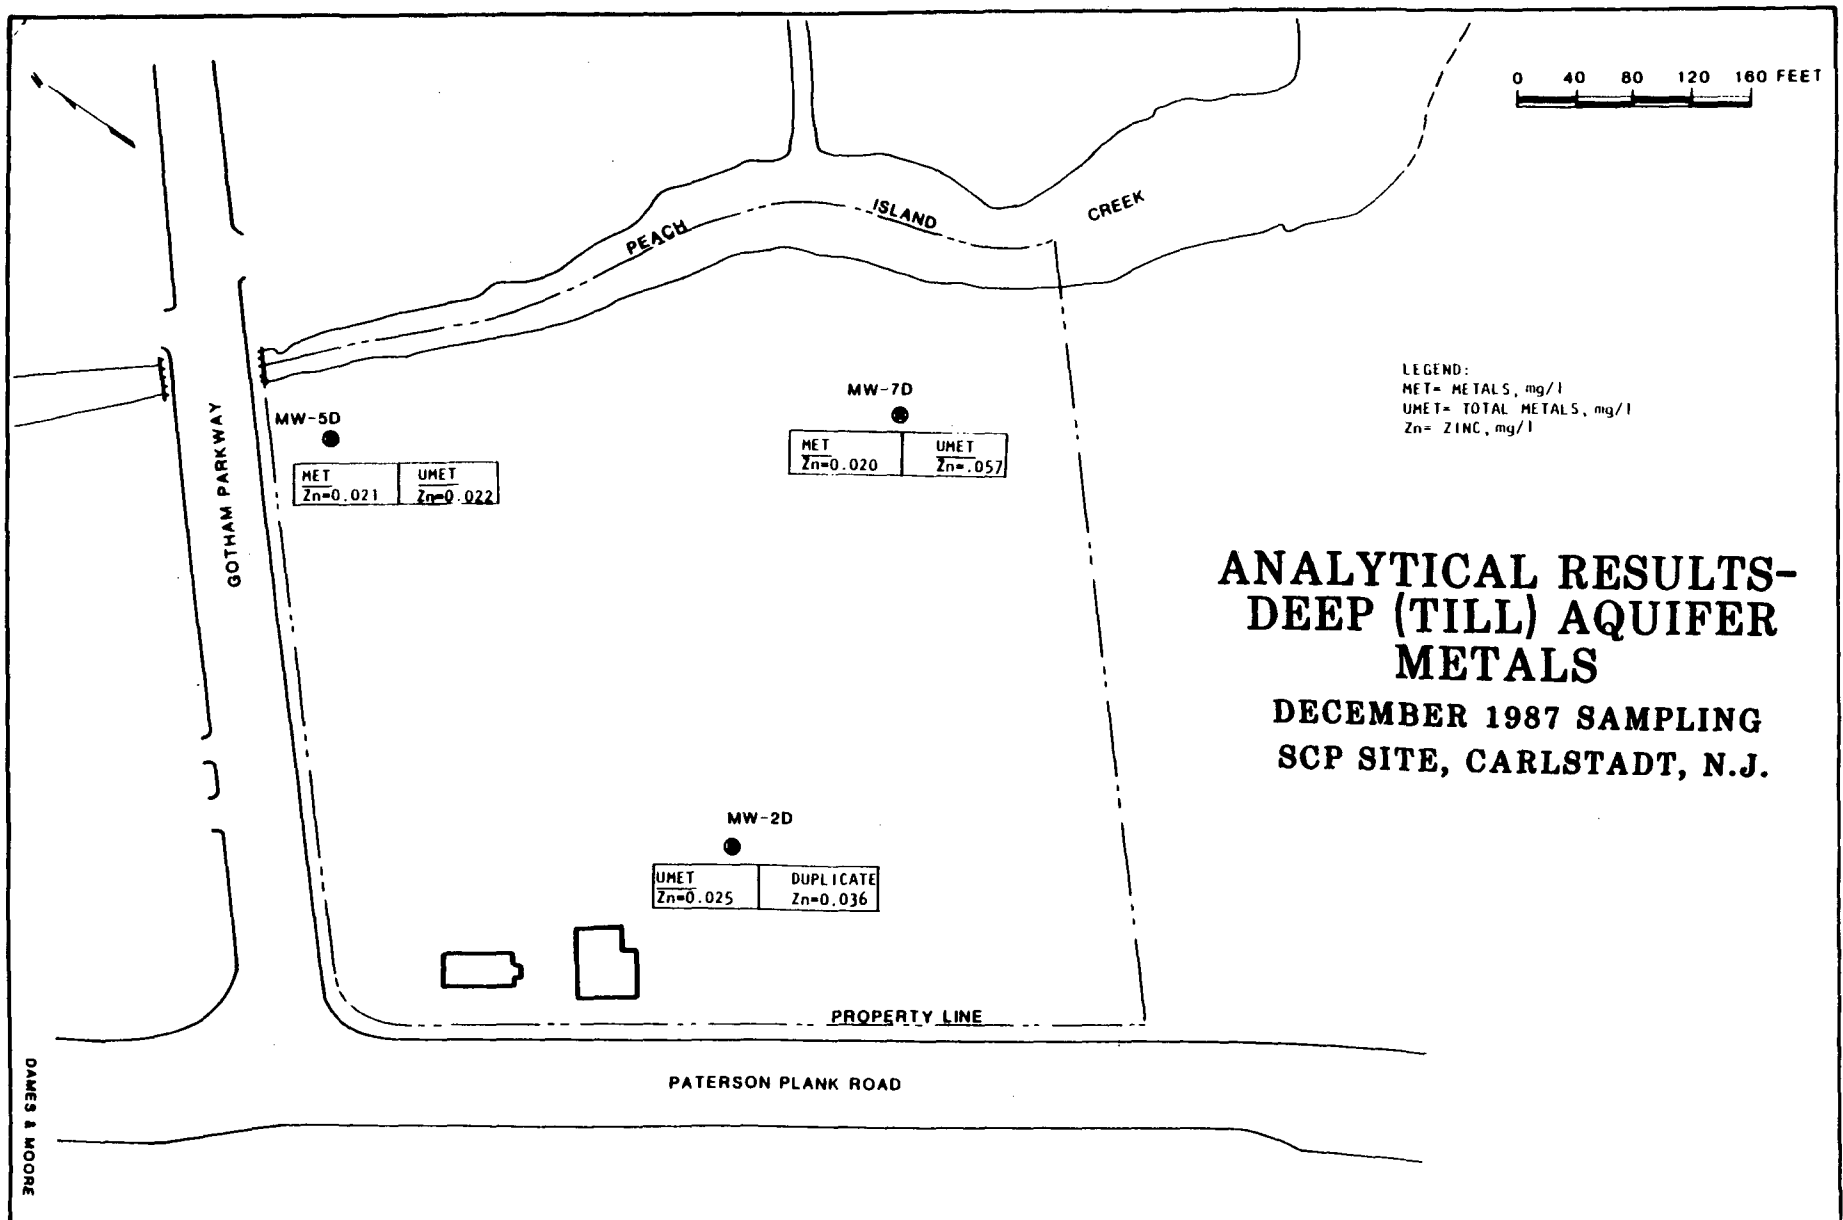 0 40 80 120 160 FEET
PEACH ISLAND CREEK
LEGEND:
MET= METALS, mg/l
UMET= TOTAL METALS, mg/l
Zn= ZINC, mg/l
GOTHAM PARKWAY
MW-5D
MET
Zn=0.021
UMET
Zn=0.022
MW-7D
MET
Zn=0.020
UMET
Zn=.057
ANALYTICAL RESULTS-
DEEP (TILL) AQUIFER
METALS
DECEMBER 1987 SAMPLING
SCP SITE, CARLSTADT, N.J.
MW-2D
UMET
Zn=0.025
DUPLICATE
Zn=0.036
PROPERTY LINE
PATERSON PLANK ROAD
DAMES & MOORE